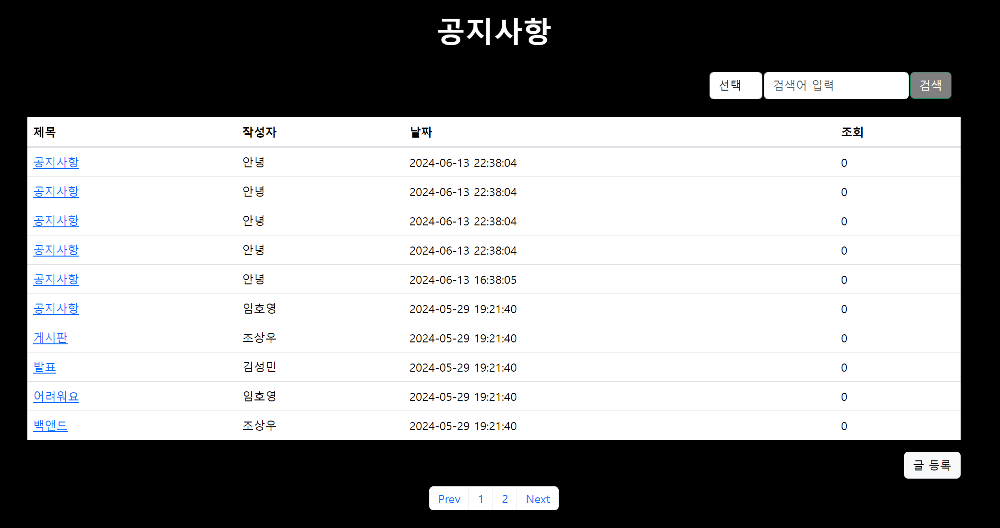 공지사항
선택 검색어 입력 검색
제목 작성자 날짜 조회
공지사항 안녕 2024-06-13 22:38:04 0
공지사항 안녕 2024-06-13 22:38:04 0
공지사항 안녕 2024-06-13 22:38:04 0
공지사항 안녕 2024-06-13 22:38:04 0
공지사항 안녕 2024-06-13 16:38:05 0
공지사항 임호영 2024-05-29 19:21:40 0
게시판 조상우 2024-05-29 19:21:40 0
발표 김성민 2024-05-29 19:21:40 0
어려워요 임호영 2024-05-29 19:21:40 0
백앤드 조상우 2024-05-29 19:21:40 0
글 등록
Prev 1 2 Next